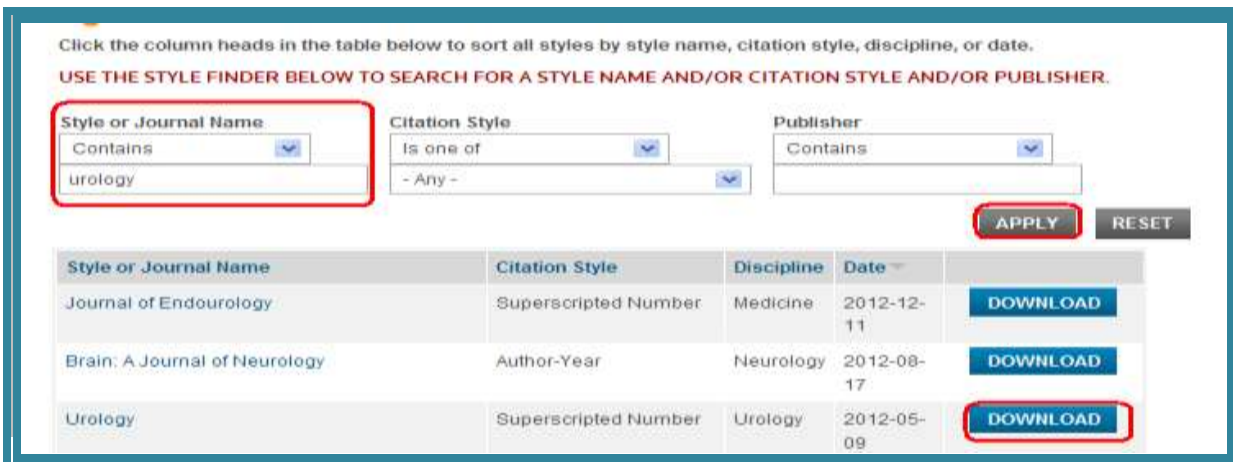 Click the column heads in the table below to sort all styles by style name, citation style, discipline, or date.
USE THE STYLE FINDER BELOW TO SEARCH FOR A STYLE NAME AND/OR CITATION STYLE AND/OR PUBLISHER.
Style or Journal Name Citation Style Publisher
Contains Is one of Contains
urology - Any -
APPLY RESET
Style or Journal Name Citation Style Discipline Date
Journal of Endourology Superscripted Number Medicine 2012-12- DOWNLOAD
11
Brain: A Journal of Neurology Author-Year Neurology 2012-08- DOWNLOAD
17
Urology Superscripted Number Urology 2012-05- DOWNLOAD
09